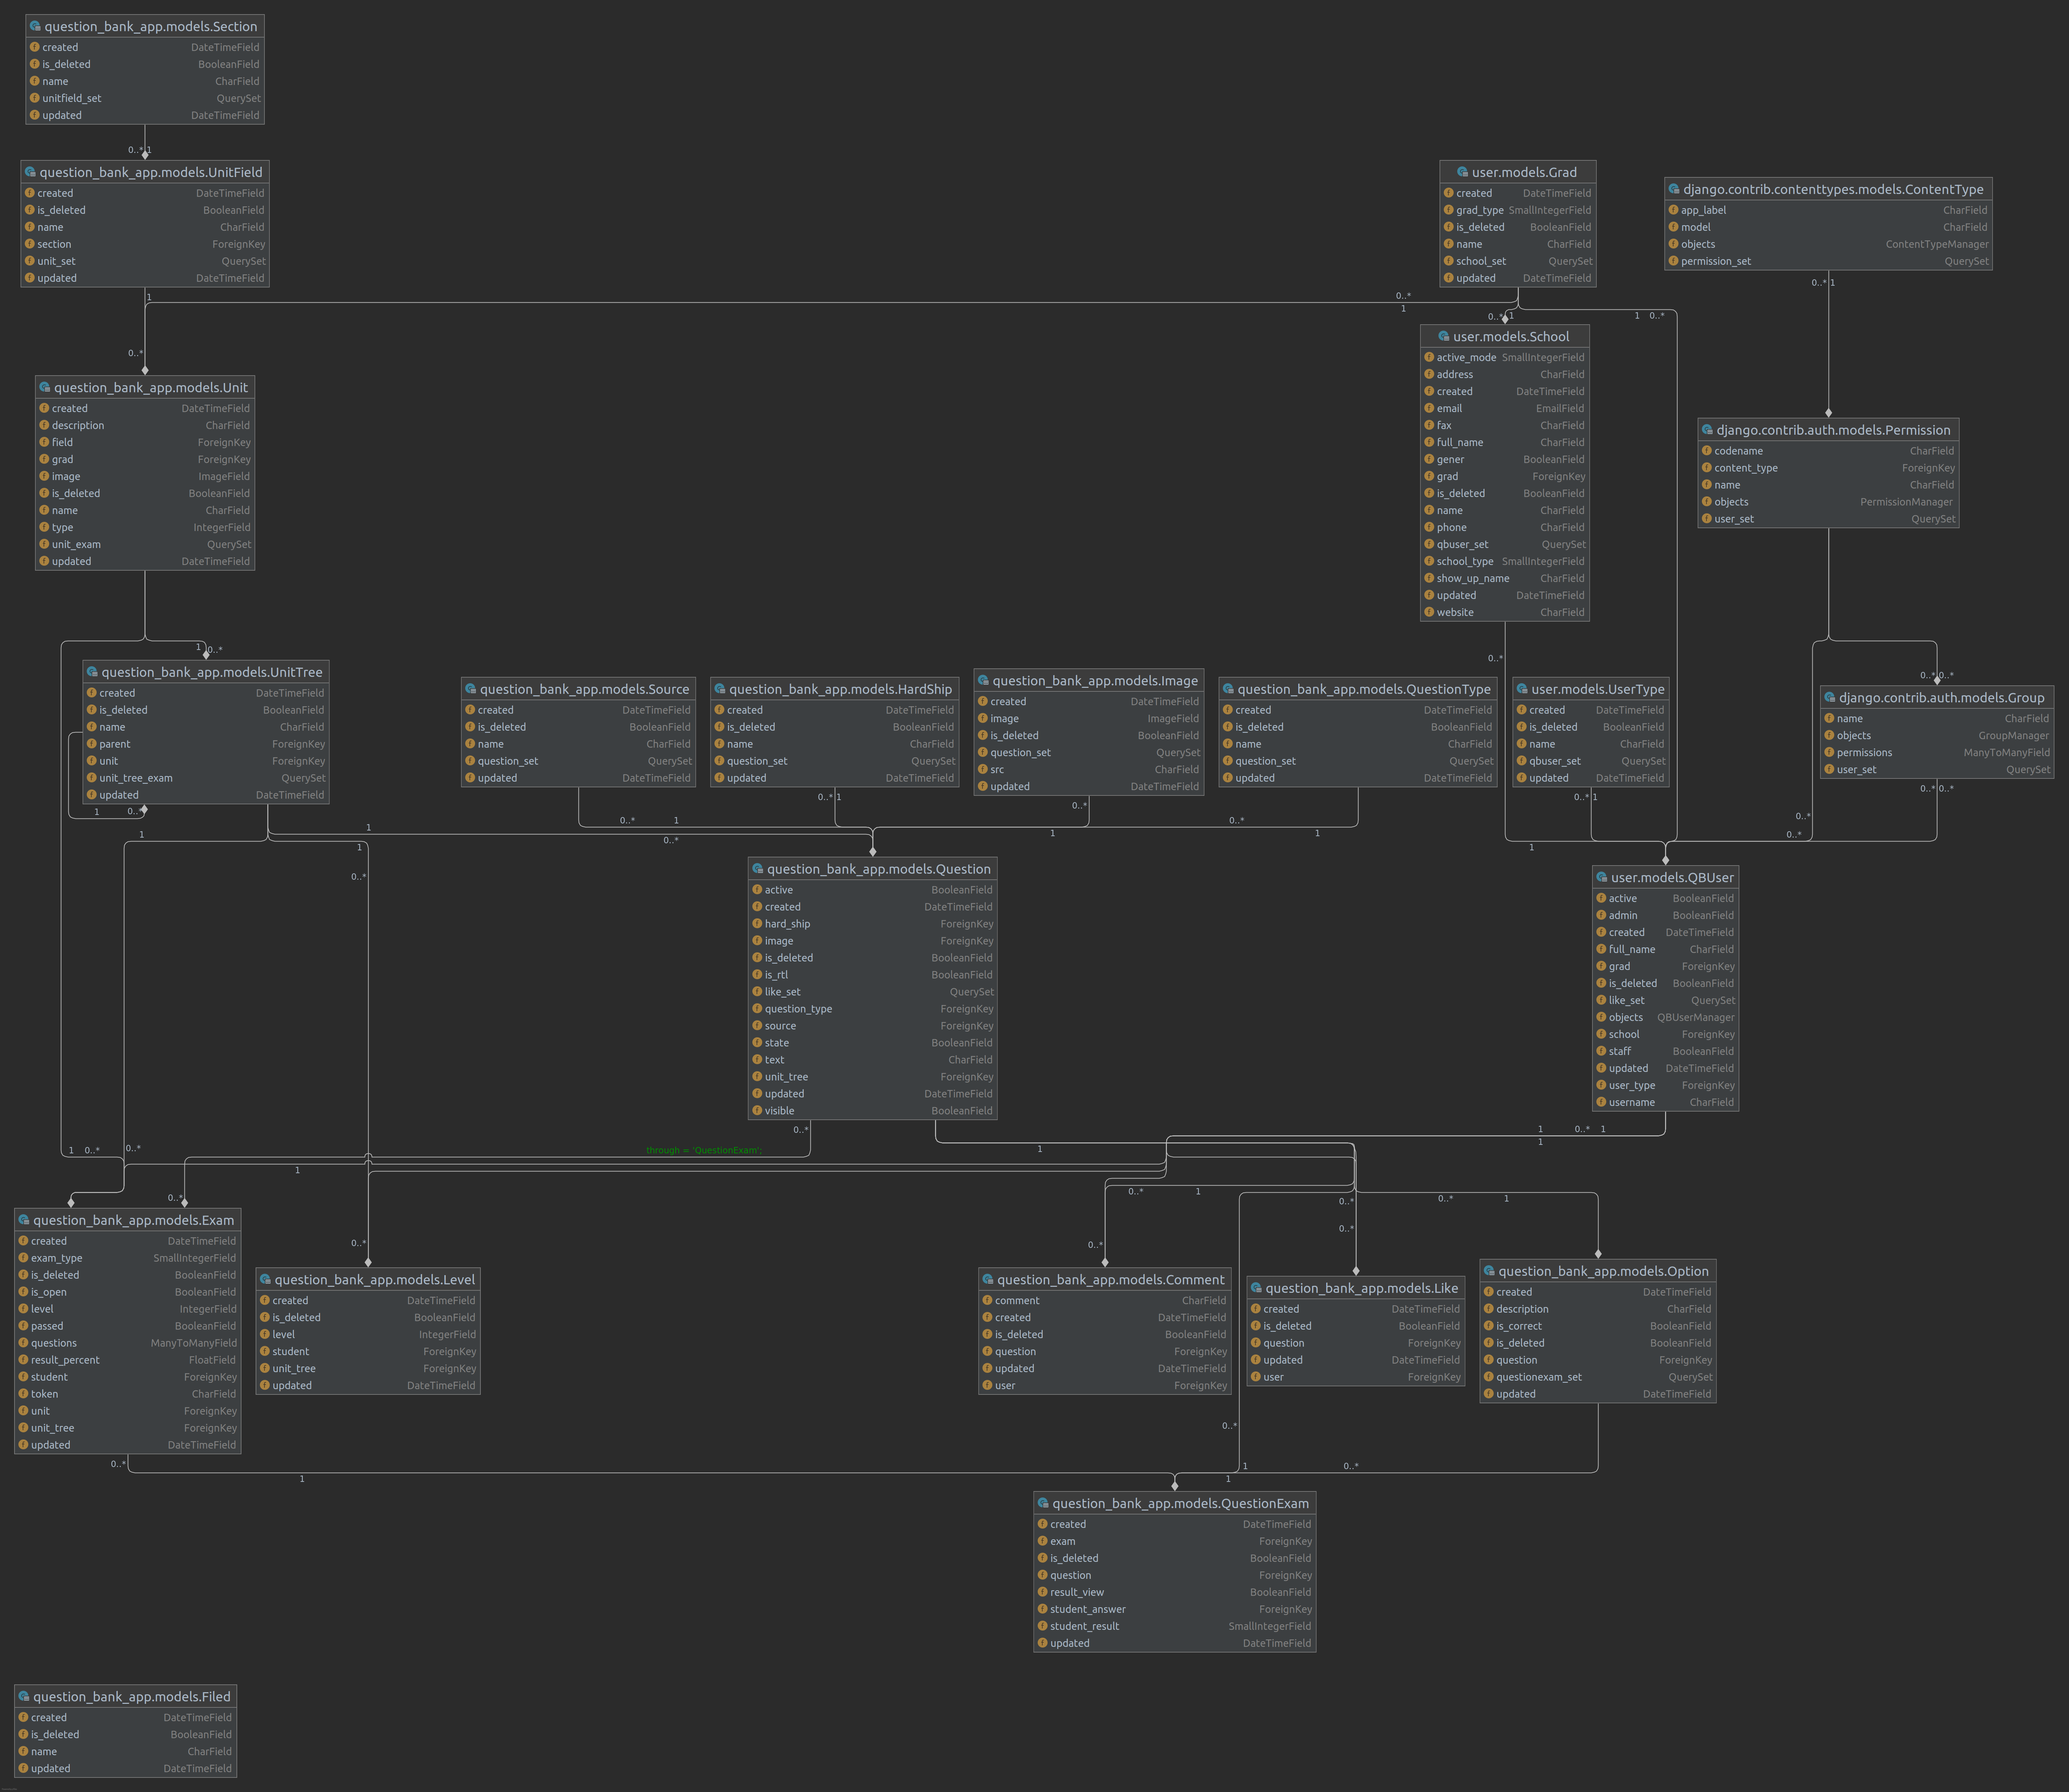 question_bank_app.models.Section
created DateTimeField
is_deleted BooleanField
name CharField
unitfield_set QuerySet
updated DateTimeField
0..* 1
question_bank_app.models.UnitField
created DateTimeField
is_deleted BooleanField
name CharField
section ForeignKey
unit_set QuerySet
updated DateTimeField
user.models.Grad
created DateTimeField
grad_type SmallIntegerField
is_deleted BooleanField
name CharField
school_set QuerySet
updated DateTimeField
django.contrib.contenttypes.models.ContentType
app_label CharField
model CharField
objects ContentTypeManager
permission_set QuerySet
1
0..*
0..*
1
0..* 1
1 0..*
0..* 1
user.models.School
active_mode SmallIntegerField
address CharField
created DateTimeField
email EmailField
fax CharField
full_name CharField
gener BooleanField
grad ForeignKey
is_deleted BooleanField
name CharField
phone CharField
qbuser_set QuerySet
school_type SmallIntegerField
show_up_name CharField
updated DateTimeField
website CharField
question_bank_app.models.Unit
created DateTimeField
description CharField
field ForeignKey
grad ForeignKey
image ImageField
is_deleted BooleanField
name CharField
type IntegerField
unit_exam QuerySet
updated DateTimeField
django.contrib.auth.models.Permission
codename CharField
content_type ForeignKey
name CharField
objects PermissionManager
user_set QuerySet
1 0..*
0..*
0..* 0..*
question_bank_app.models.UnitTree
created DateTimeField
is_deleted BooleanField
name CharField
parent ForeignKey
unit ForeignKey
unit_tree_exam QuerySet
updated DateTimeField
question_bank_app.models.Source
created DateTimeField
is_deleted BooleanField
name CharField
question_set QuerySet
updated DateTimeField
question_bank_app.models.HardShip
created DateTimeField
is_deleted BooleanField
name CharField
question_set QuerySet
updated DateTimeField
question_bank_app.models.Image
created DateTimeField
image ImageField
is_deleted BooleanField
question_set QuerySet
src CharField
updated DateTimeField
question_bank_app.models.QuestionType
created DateTimeField
is_deleted BooleanField
name CharField
question_set QuerySet
updated DateTimeField
user.models.UserType
created DateTimeField
is_deleted BooleanField
name CharField
qbuser_set QuerySet
updated DateTimeField
django.contrib.auth.models.Group
name CharField
objects GroupManager
permissions ManyToManyField
user_set QuerySet
1 0..*
0..* 1
0..*
0..* 1
0..* 0..*
1
1
0..* 1
1
0..*
1
0..*
0..*
1
0..*
1
0..*
question_bank_app.models.Question
active BooleanField
created DateTimeField
hard_ship ForeignKey
image ForeignKey
is_deleted BooleanField
is_rtl BooleanField
like_set QuerySet
question_type ForeignKey
source ForeignKey
state BooleanField
text CharField
unit_tree ForeignKey
updated DateTimeField
visible BooleanField
user.models.QBUser
active BooleanField
admin BooleanField
created DateTimeField
full_name CharField
grad ForeignKey
is_deleted BooleanField
like_set QuerySet
objects QBUserManager
school ForeignKey
staff BooleanField
updated DateTimeField
user_type ForeignKey
username CharField
0..*
1 0..* 1
1
1 0..*
0..*
through = 'QuestionExam';
1
1
0..*
0..* 1
0..*
0..* 1
0..*
0..*
0..*
question_bank_app.models.Exam
created DateTimeField
exam_type SmallIntegerField
is_deleted BooleanField
is_open BooleanField
level IntegerField
passed BooleanField
questions ManyToManyField
result_percent FloatField
student ForeignKey
token CharField
unit ForeignKey
unit_tree ForeignKey
updated DateTimeField
question_bank_app.models.Level
created DateTimeField
is_deleted BooleanField
level IntegerField
student ForeignKey
unit_tree ForeignKey
updated DateTimeField
question_bank_app.models.Comment
comment CharField
created DateTimeField
is_deleted BooleanField
question ForeignKey
updated DateTimeField
user ForeignKey
question_bank_app.models.Like
created DateTimeField
is_deleted BooleanField
question ForeignKey
updated DateTimeField
user ForeignKey
question_bank_app.models.Option
created DateTimeField
description CharField
is_correct BooleanField
is_deleted BooleanField
question ForeignKey
questionexam_set QuerySet
updated DateTimeField
0..*
0..*
1
1
1
0..*
question_bank_app.models.QuestionExam
created DateTimeField
exam ForeignKey
is_deleted BooleanField
question ForeignKey
result_view BooleanField
student_answer ForeignKey
student_result SmallIntegerField
updated DateTimeField
question_bank_app.models.Filed
created DateTimeField
is_deleted BooleanField
name CharField
updated DateTimeField